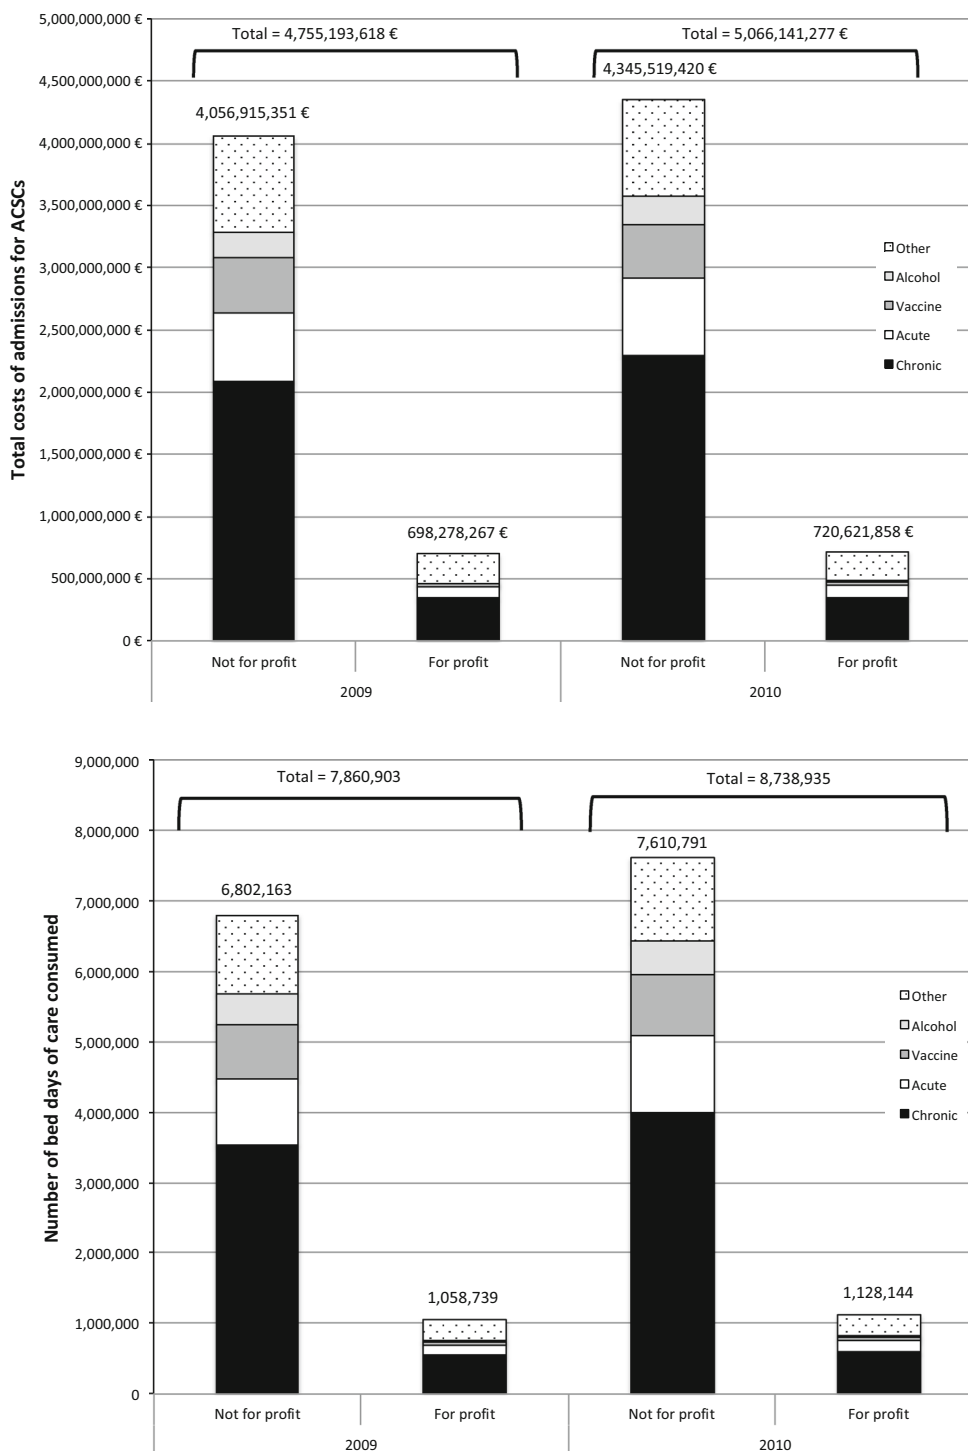 Total costs of admissions for ACSCs
5,000,000,000 €
4,500,000,000 €
4,000,000,000 €
3,500,000,000 €
3,000,000,000 €
2,500,000,000 €
2,000,000,000 €
1,500,000,000 €
1,000,000,000 €
500,000,000 €
0 €
Total = 4,755,193,618 €
Total = 5,066,141,277 €
4,056,915,351 €
698,278,267 €
4,345,519,420 €
720,621,858 €
Other
Alcohol
Vaccine
Acute
Chronic
Not for profit
For profit
Not for profit
For profit
2009
2010
Number of bed days of care consumed
9,000,000
8,000,000
7,000,000
6,000,000
5,000,000
4,000,000
3,000,000
2,000,000
1,000,000
0
Total = 7,860,903
Total = 8,738,935
6,802,163
1,058,739
7,610,791
1,128,144
Other
Alcohol
Vaccine
Acute
Chronic
Not for profit
For profit
Not for profit
For profit
2009
2010